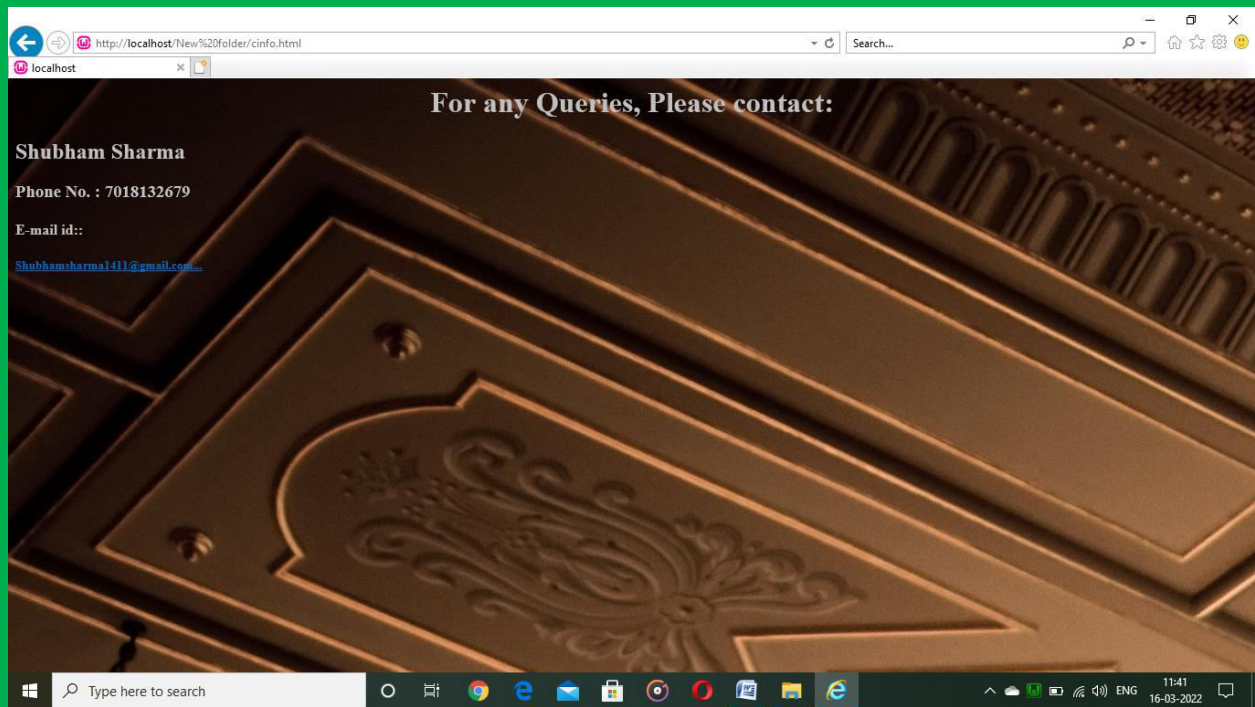 http://localhost/New%20folder/cinfo.html
Search...
localhost
For any Queries, Please contact:
Shubham Sharma
Phone No. : 7018132679
E-mail id::
Shubhamsharma1411@gmail.com...
Type here to search
ENG
11:41
16-03-2022